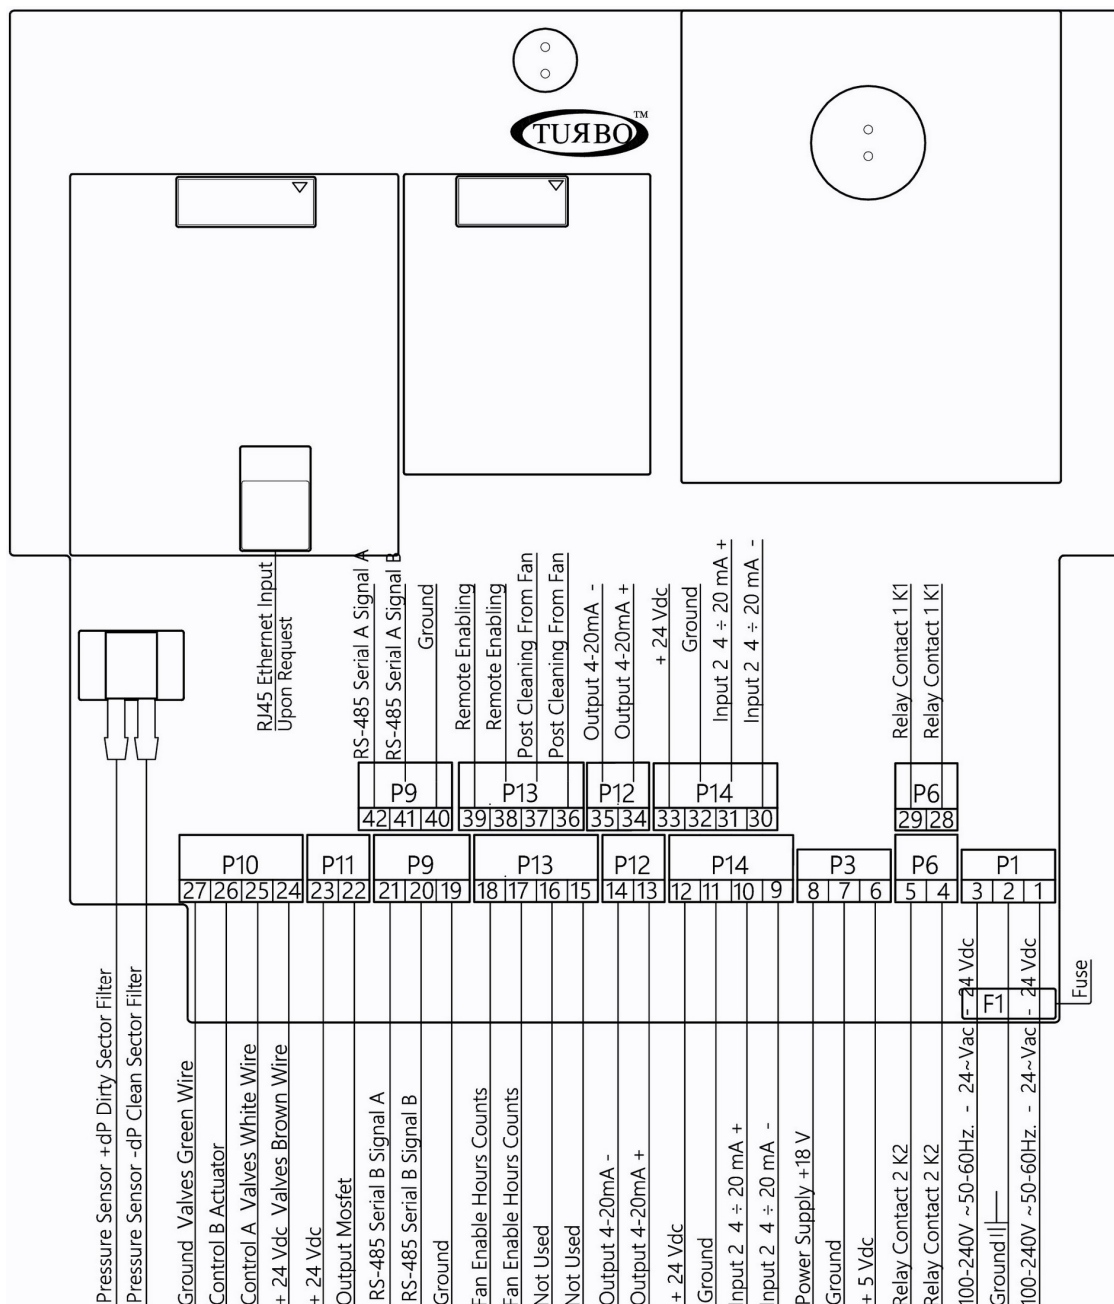 TUЯBO™
RJ45 Ethernet Input
Upon Request
RS-485 Serial A Signal A
RS-485 Serial A Signal B
Ground
Remote Enabling
Remote Enabling
Post Cleaning From Fan
Post Cleaning From Fan
Output 4-20mA -
Output 4-20mA +
+ 24 Vdc
Ground
Input 2 4 ÷ 20 mA +
Input 2 4 ÷ 20 mA -
Relay Contact 1 K1
Relay Contact 1 K1
P9 P13 P12 P14 P6
42 41 40 39 38 37 36 35 34 33 32 31 30 29 28
P10 P11 P9 P13 P12 P14 P3 P6 P1
27 26 25 24 23 22 21 20 19 18 17 16 15 14 13 12 11 10 9 8 7 6 5 4 3 2 1
F1
Fuse
Pressure Sensor +dP Dirty Sector Filter
Pressure Sensor -dP Clean Sector Filter
Ground Valves Green Wire
Control B Actuator
Control A Valves White Wire
+ 24 Vdc Valves Brown Wire
+ 24 Vdc
Output Mosfet
RS-485 Serial B Signal A
RS-485 Serial B Signal B
Ground
Fan Enable Hours Counts
Fan Enable Hours Counts
Not Used
Not Used
Output 4-20mA -
Output 4-20mA +
+ 24 Vdc
Ground
Input 2 4 ÷ 20 mA +
Input 2 4 ÷ 20 mA -
Power Supply +18 V
Ground
+ 5 Vdc
Relay Contact 2 K2
Relay Contact 2 K2
100-240V ~50-60Hz. - 24~Vac - 24 Vdc
Ground
100-240V ~50-60Hz. - 24~Vac - 24 Vdc